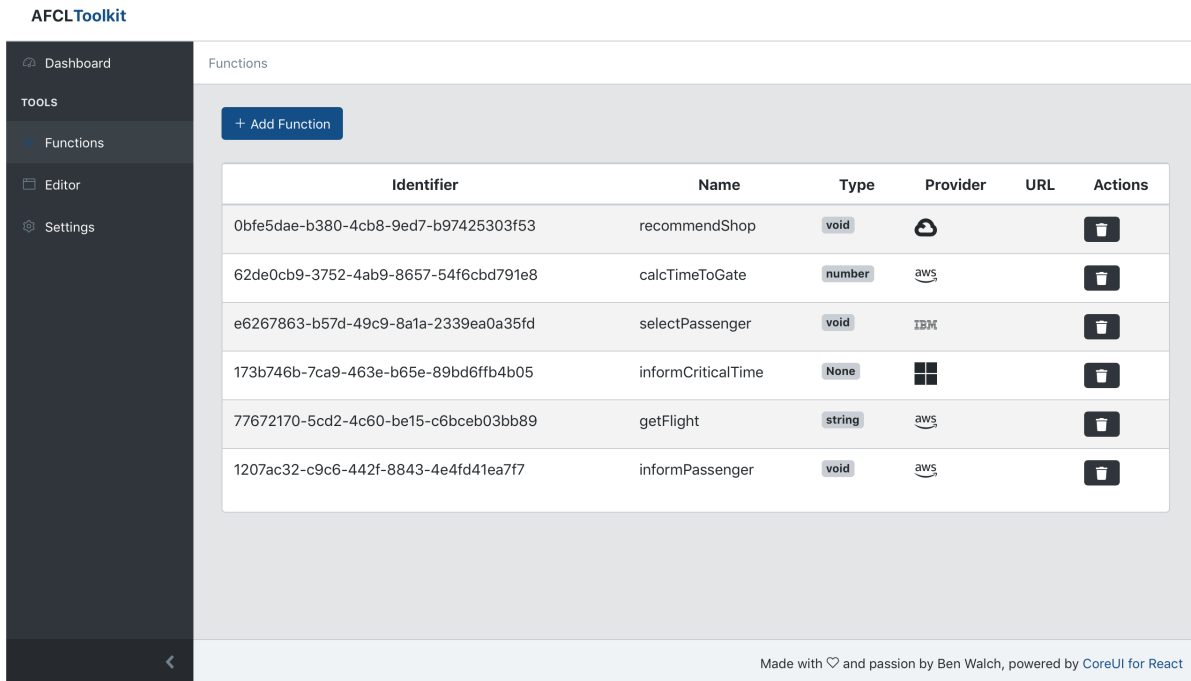 AFCLToolkit
Dashboard
Functions
TOOLS
Functions
Editor
Settings
+ Add Function
Identifier Name Type Provider URL Actions
0bfe5dae-b380-4cb8-9ed7-b97425303f53 recommendShop void
62de0cb9-3752-4ab9-8657-54f6cbd791e8 calcTimeToGate number aws
e6267863-b57d-49c9-8a1a-2339ea0a35fd selectPassenger void IBM
173b746b-7ca9-463e-b65e-89bd6ffb4b05 informCriticalTime None
77672170-5cd2-4c60-be15-c6bceb03bb89 getFlight string aws
1207ac32-c9c6-442f-8843-4e4fd41ea7f7 informPassenger void aws
Made with ♡ and passion by Ben Walch, powered by CoreUI for React